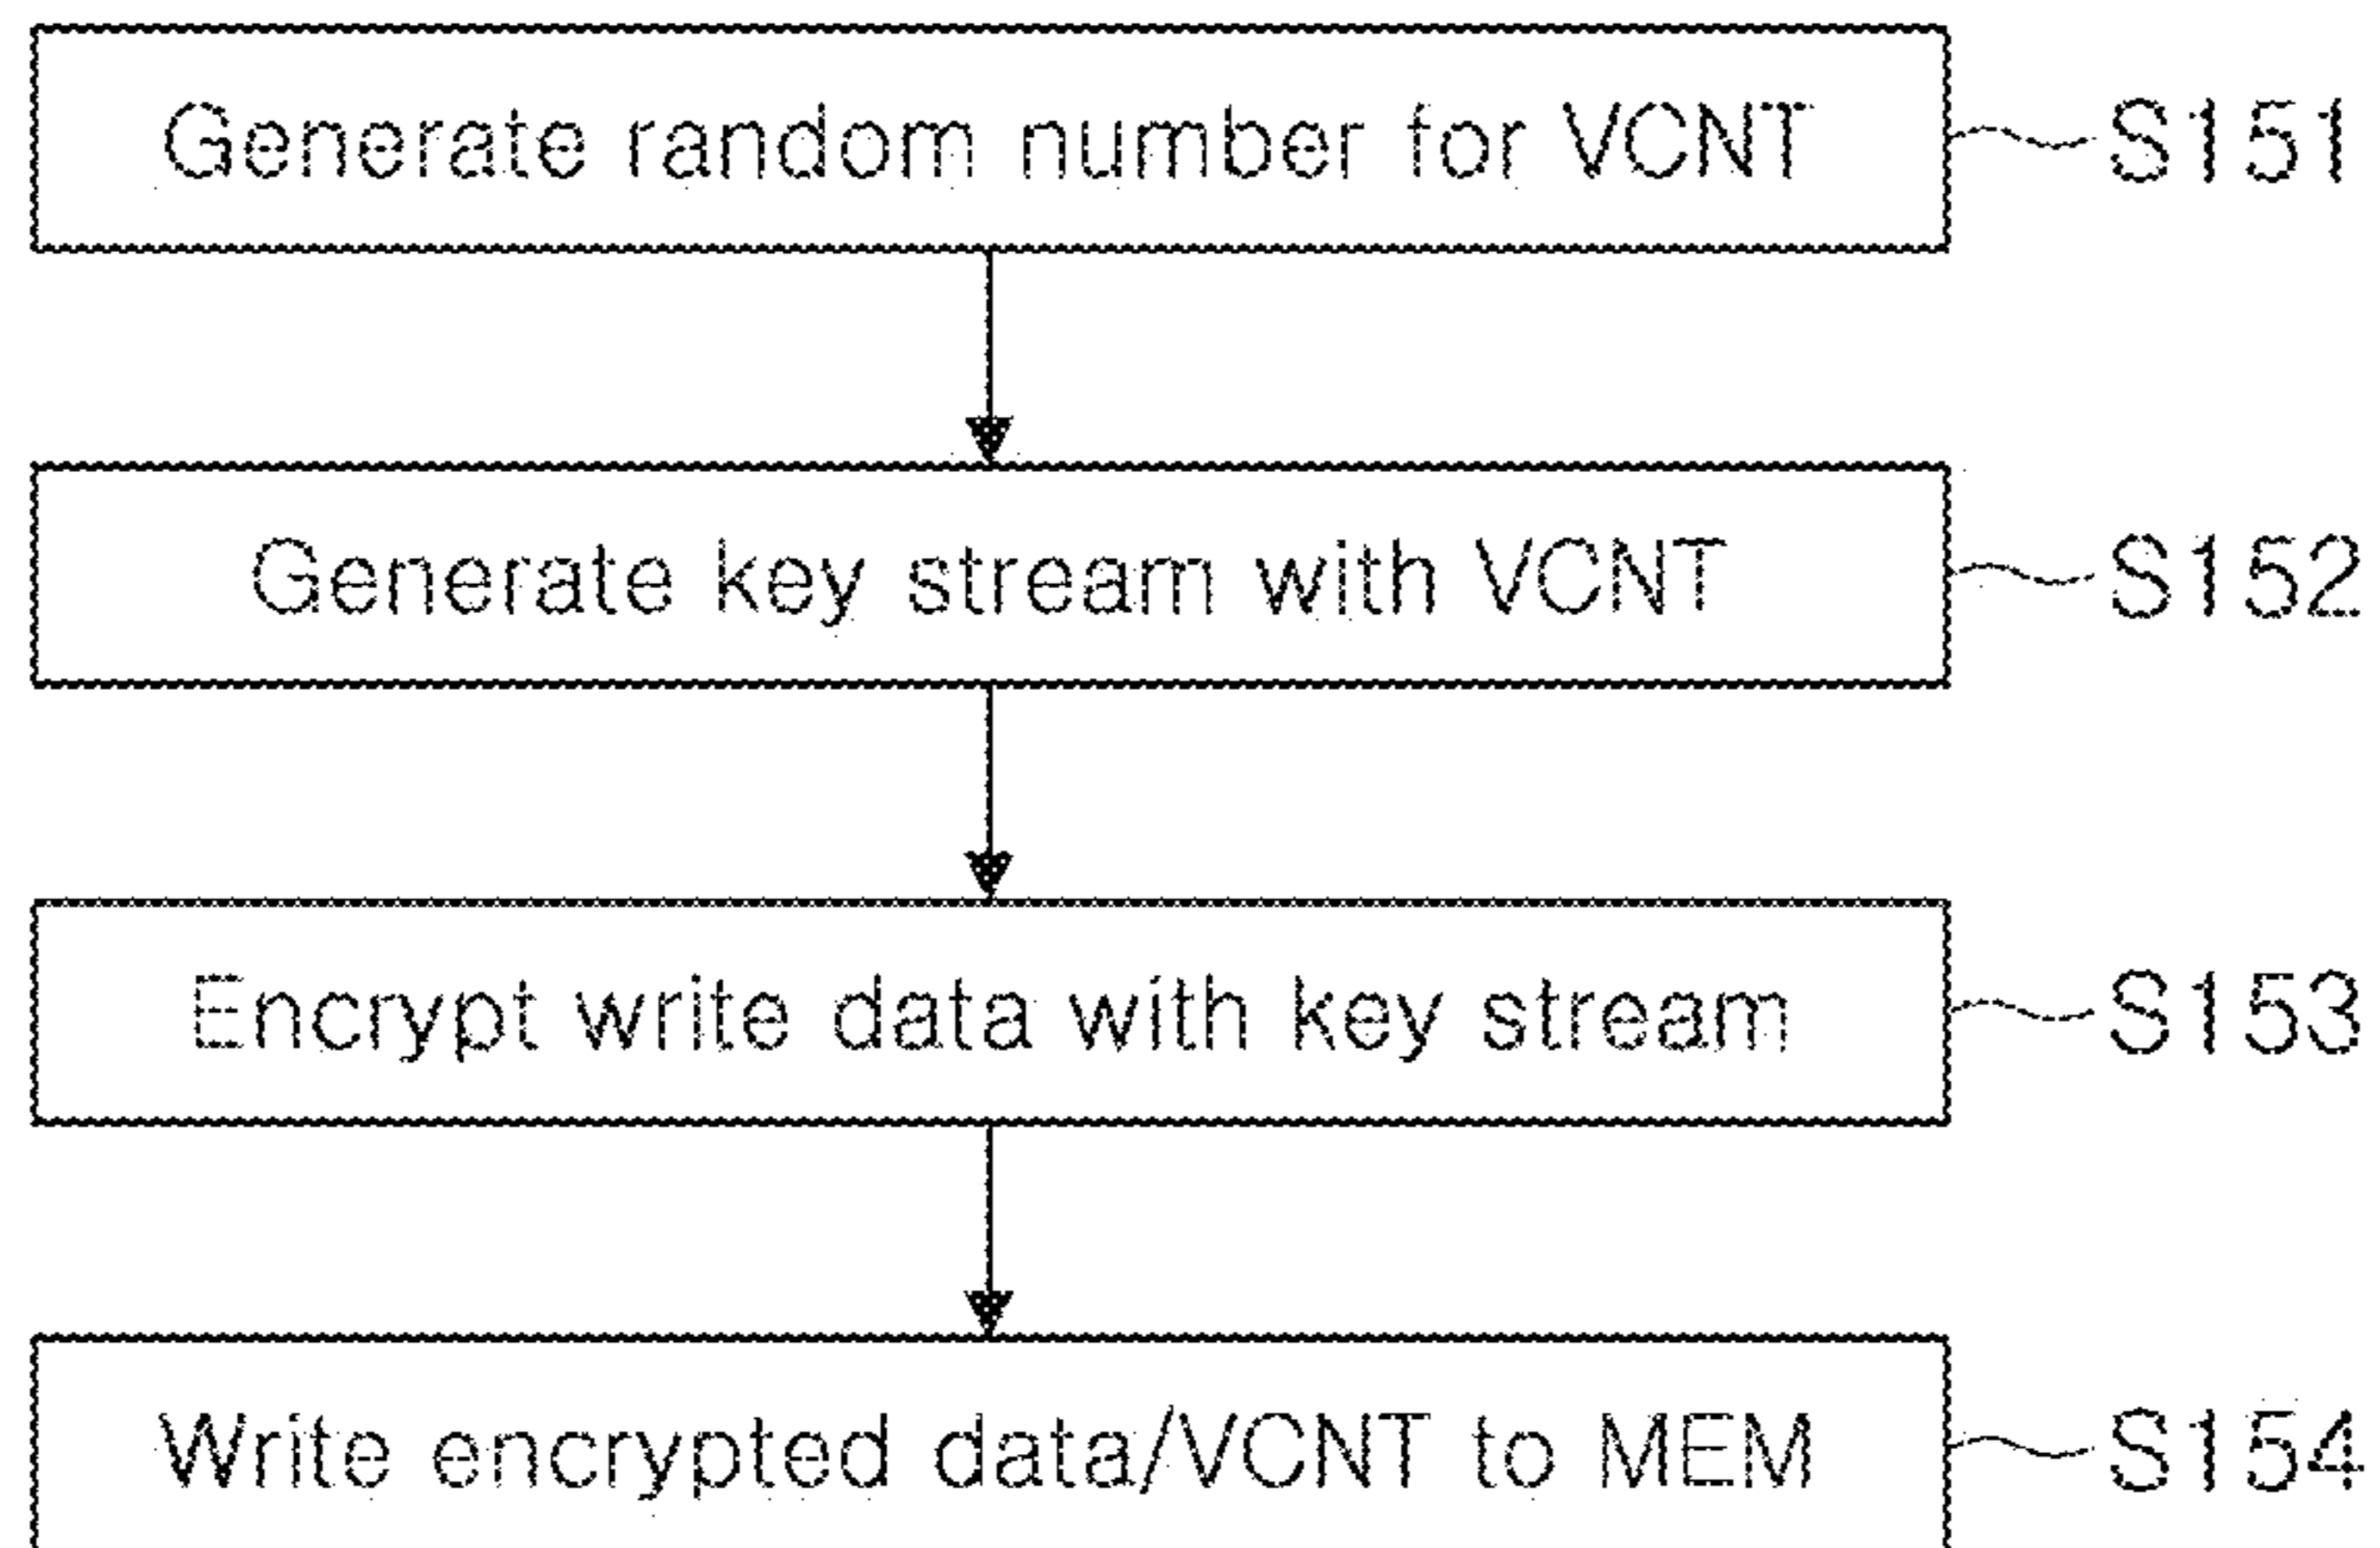 Generate random number for VCNT S151
Generate key stream with VCNT S152
Encrypt write data with key stream S153
Write encrypted data/VCNT to MEM S154